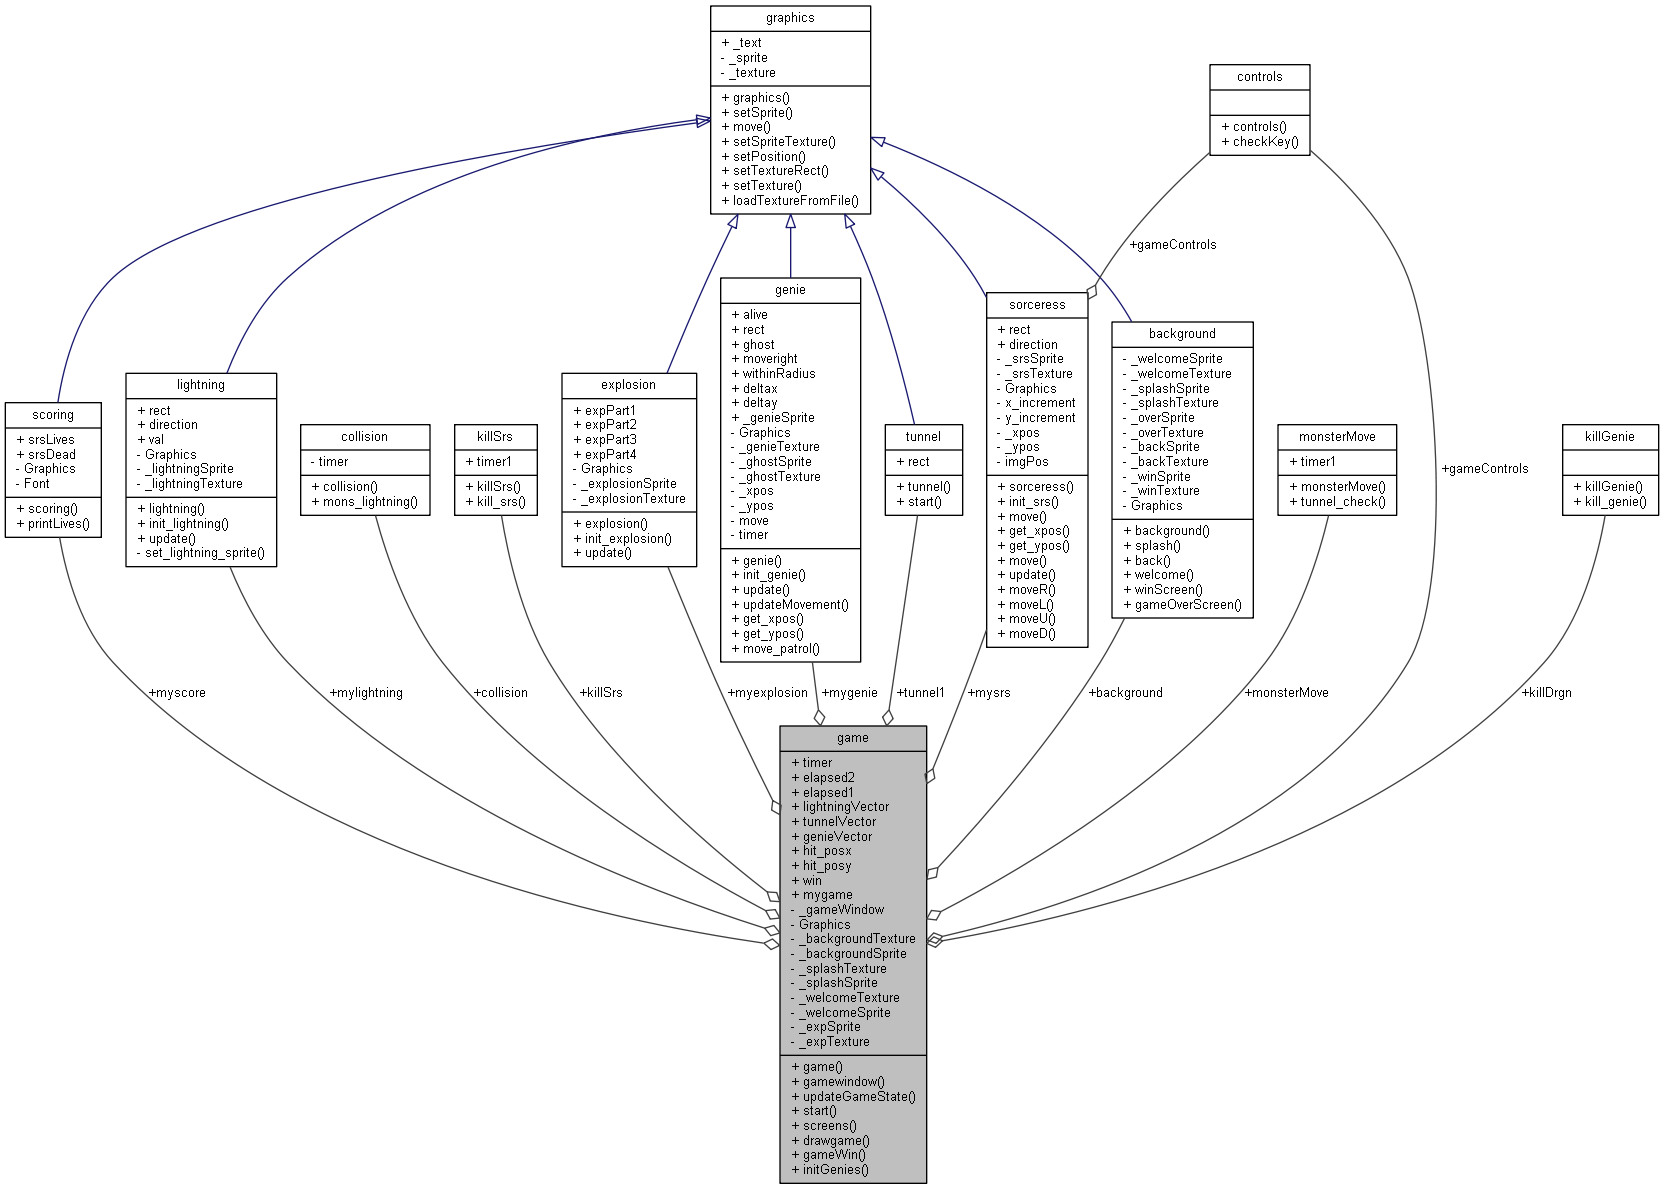 graphics
+ _text
- _sprite
- _texture
+ graphics()
+ setSprite()
+ move()
+ setSpriteTexture()
+ setPosition()
+ setTextureRect()
+ setTexture()
+ loadTextureFromFile()
controls
+ controls()
+ checkKey()
+gameControls
scoring
+ srsLives
+ srsDead
- Graphics
- Font
+ scoring()
+ printLives()
lightning
+ rect
+ direction
+ val
- Graphics
- _lightningSprite
- _lightningTexture
+ lightning()
+ init_lightning()
+ update()
- set_lightning_sprite()
collision
- timer
+ collision()
+ mons_lightning()
killSrs
+ timer1
+ killSrs()
+ kill_srs()
explosion
+ expPart1
+ expPart2
+ expPart3
+ expPart4
- Graphics
- _explosionSprite
- _explosionTexture
+ explosion()
+ init_explosion()
+ update()
genie
+ alive
+ rect
+ ghost
+ moveright
+ withinRadius
+ deltax
+ deltay
+ _genieSprite
- Graphics
- _genieTexture
- _ghostSprite
- _ghostTexture
- _xpos
- _ypos
- move
- timer
+ genie()
+ init_genie()
+ update()
+ updateMovement()
+ get_xpos()
+ get_ypos()
+ move_patrol()
tunnel
+ rect
+ tunnel()
+ start()
sorceress
+ rect
+ direction
- _srsSprite
- _srsTexture
- Graphics
- x_increment
- y_increment
- _xpos
- _ypos
- imgPos
+ sorceress()
+ init_srs()
+ move()
+ get_xpos()
+ get_ypos()
+ move()
+ update()
+ moveR()
+ moveL()
+ moveU()
+ moveD()
background
- _welcomeSprite
- _welcomeTexture
- _splashSprite
- _splashTexture
- _overSprite
- _overTexture
- _backSprite
- _backTexture
- _winSprite
- _winTexture
- Graphics
+ background()
+ splash()
+ back()
+ welcome()
+ winScreen()
+ gameOverScreen()
monsterMove
+ timer1
+ monsterMove()
+ tunnel_check()
+gameControls
killGenie
+ killGenie()
+ kill_genie()
+myscore
+mylightning
+collision
+killSrs
+myexplosion
+mygenie
+tunnel1
+mysrs
+background
+monsterMove
+killDrgn
game
+ timer
+ elapsed2
+ elapsed1
+ lightningVector
+ tunnelVector
+ genieVector
+ hit_posx
+ hit_posy
+ win
+ mygame
- _gameWindow
- Graphics
- _backgroundTexture
- _backgroundSprite
- _splashTexture
- _splashSprite
- _welcomeTexture
- _welcomeSprite
- _expSprite
- _expTexture
+ game()
+ gamewindow()
+ updateGameState()
+ start()
+ screens()
+ drawgame()
+ gameWin()
+ initGenies()